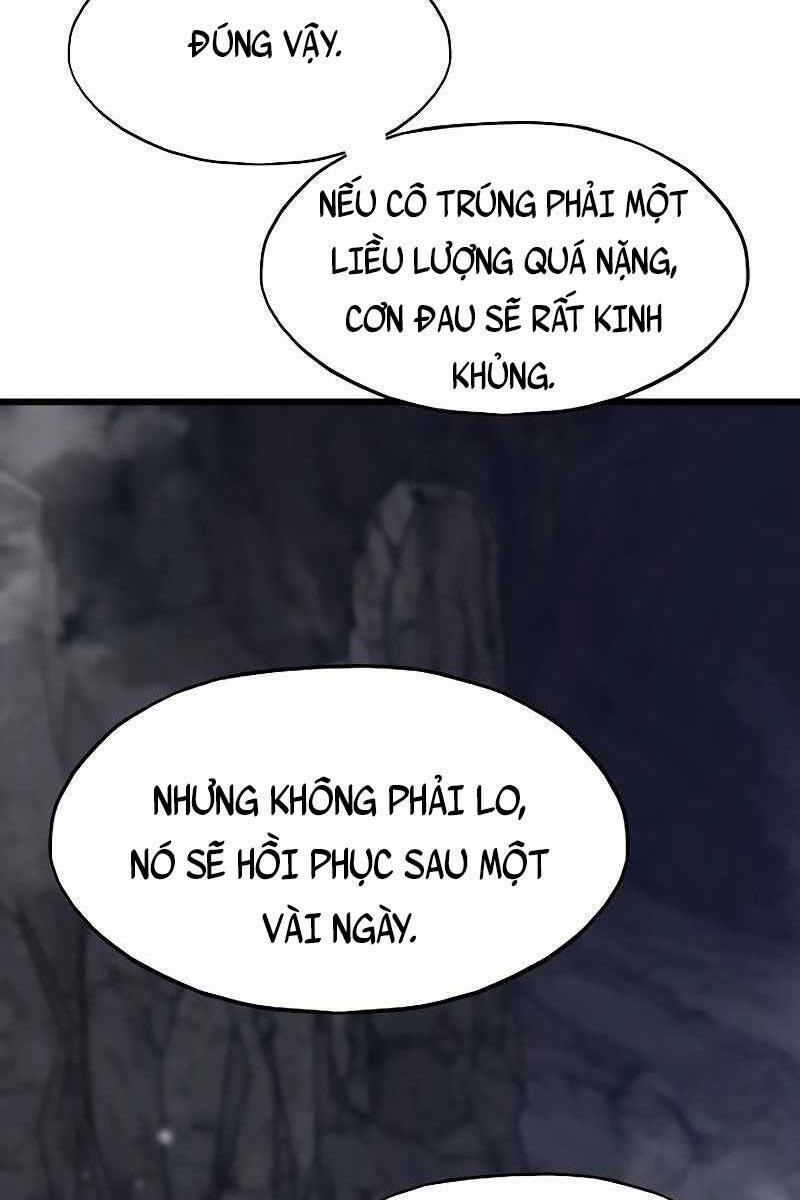 ĐÚNG VẬY.
NẾU CÔ TRÚNG PHẢI MỘT
LIỀU LƯỢNG QUÁ NẶNG,
CƠN ĐAU SẼ RẤT KINH
KHỦNG.
NHƯNG KHÔNG PHẢI LO,
NÓ SẼ HỒI PHỤC SAU MỘT
VÀI NGÀY.